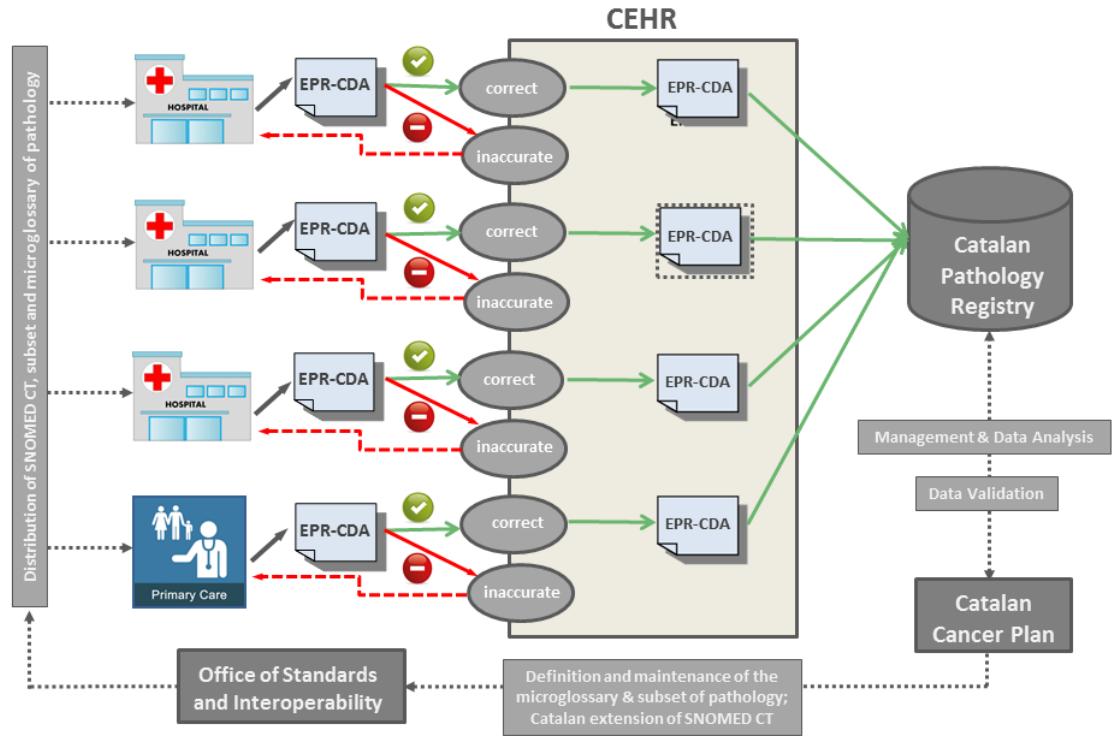 CEHR
Distribution of SNOMED CT, subset and microglossary of pathology
HOSPITAL
EPR-CDA
correct
inaccurate
EPR-CDA
HOSPITAL
EPR-CDA
correct
inaccurate
EPR-CDA
HOSPITAL
EPR-CDA
correct
inaccurate
EPR-CDA
Primary Care
EPR-CDA
correct
inaccurate
EPR-CDA
Catalan
Pathology
Registry
Management & Data Analysis
Data Validation
Catalan
Cancer Plan
Definition and maintenance of the
microglossary & subset of pathology;
Catalan extension of SNOMED CT
Office of Standards
and Interoperability